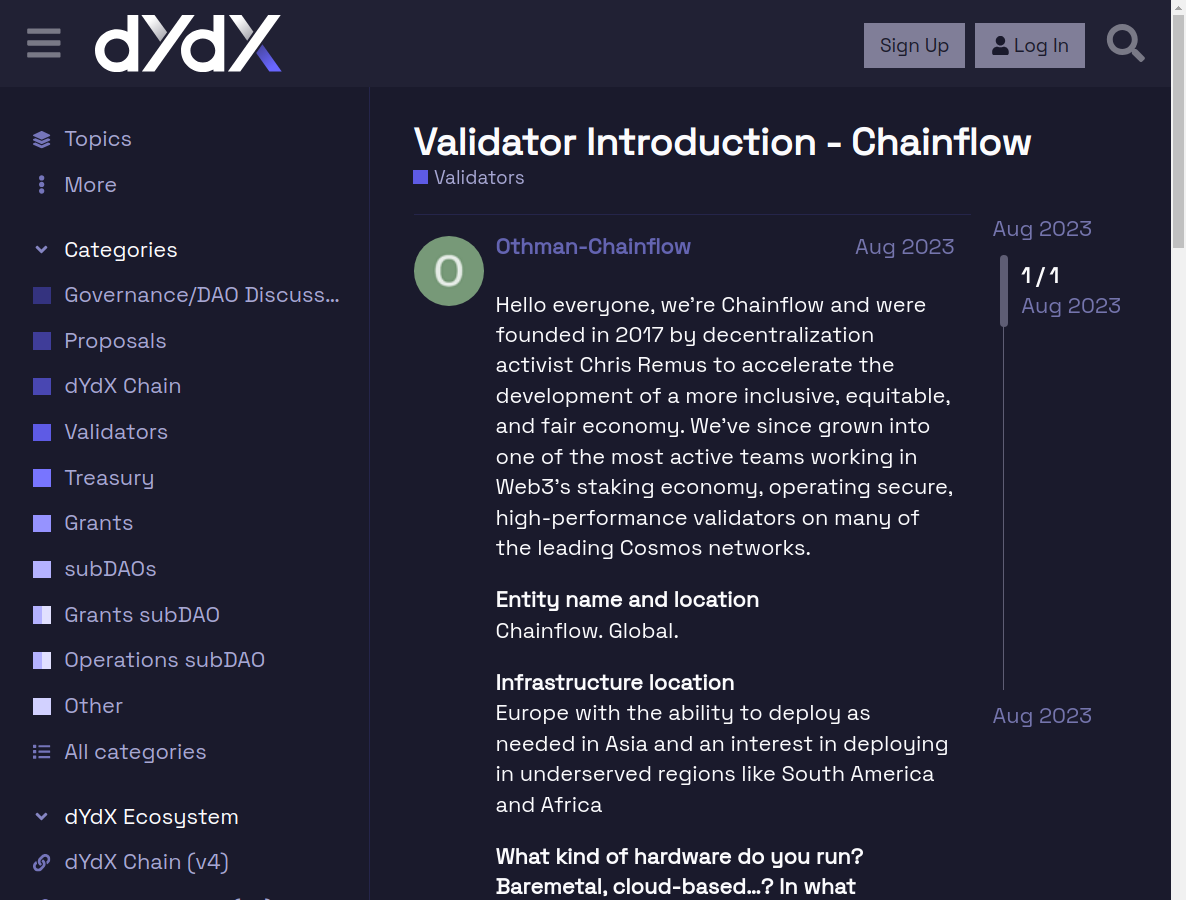 dYdX
Sign Up
Log In
Topics
More
Categories
Governance/DAO Discuss...
Proposals
dYdX Chain
Validators
Treasury
Grants
subDAOs
Grants subDAO
Operations subDAO
Other
All categories
dYdX Ecosystem
dYdX Chain (v4)
Validator Introduction - Chainflow
Validators
O
Othman-Chainflow
Aug 2023
Hello everyone, we're Chainflow and were
founded in 2017 by decentralization
activist Chris Remus to accelerate the
development of a more inclusive, equitable,
and fair economy. We've since grown into
one of the most active teams working in
Web3's staking economy, operating secure,
high-performance validators on many of
the leading Cosmos networks.
Entity name and location
Chainflow. Global.
Infrastructure location
Europe with the ability to deploy as
needed in Asia and an interest in deploying
in underserved regions like South America
and Africa
What kind of hardware do you run?
Baremetal, cloud-based...? In what
Aug 2023
1 / 1
Aug 2023
Aug 2023